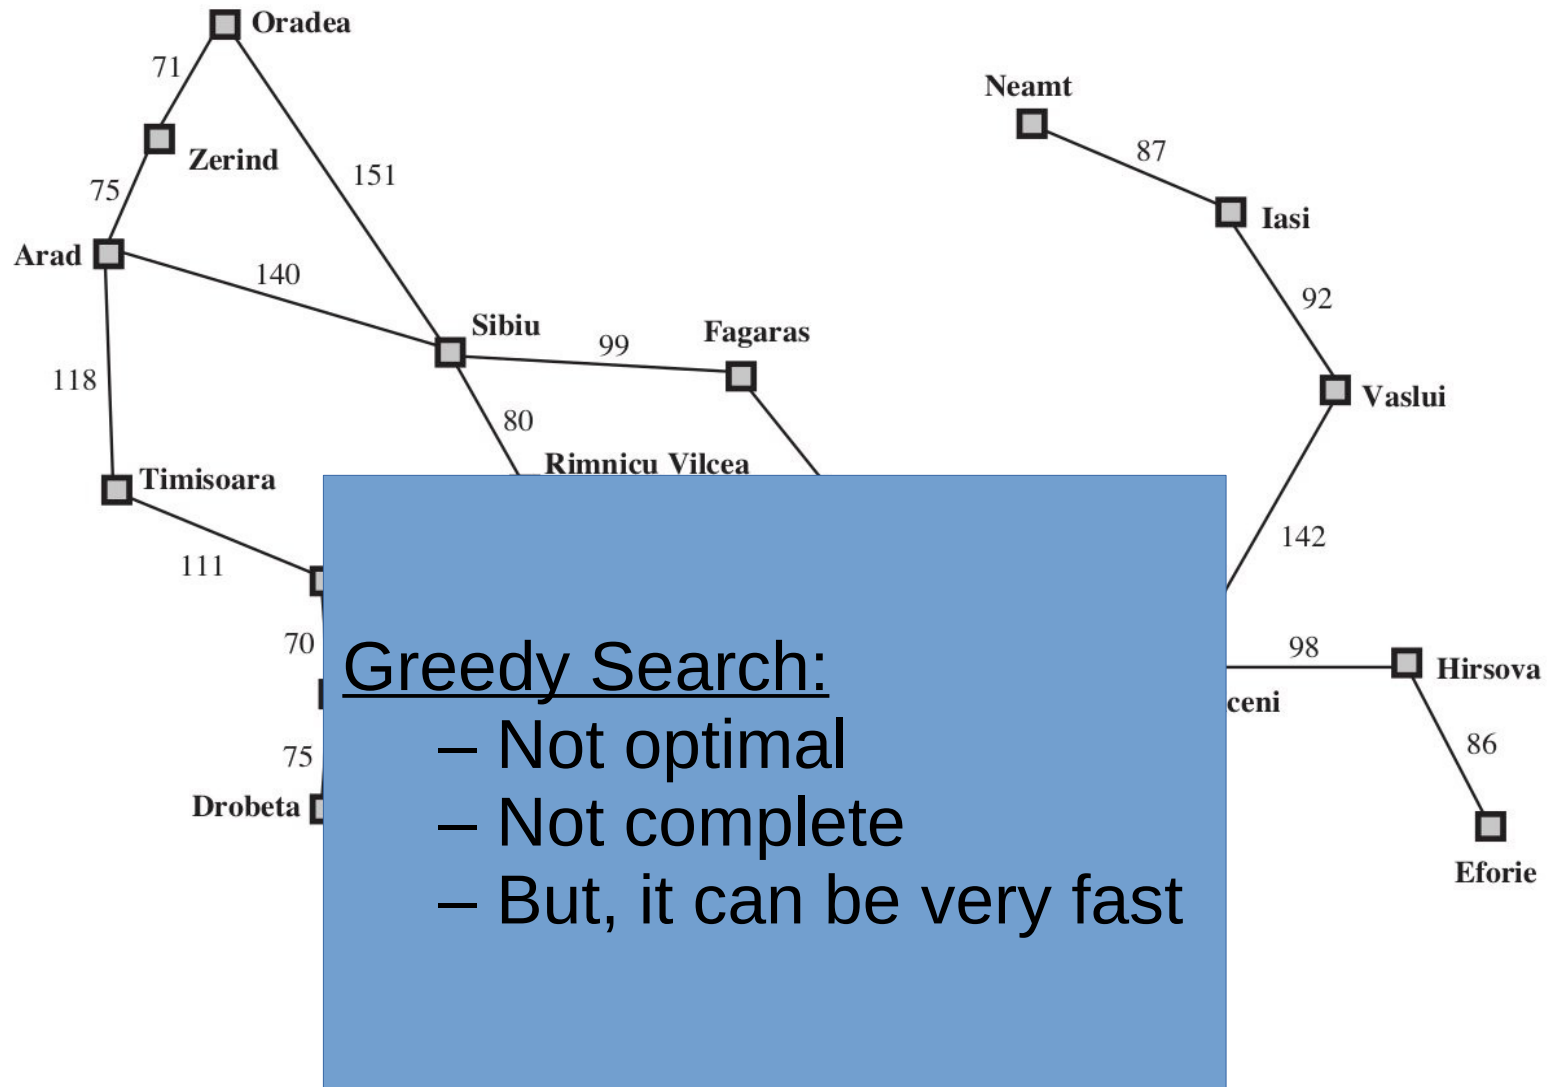 Oradea
71
Neamt
87
Zerind
151
75
Iasi
Arad
140
92
Sibiu
99
Fagaras
118
Vaslui
80
Rimnicu Vilcea
Timisoara
142
111
70
98
Hirsova
ceni
86
75
Drobeta
Eforie
Greedy Search:
– Not optimal
– Not complete
– But, it can be very fast